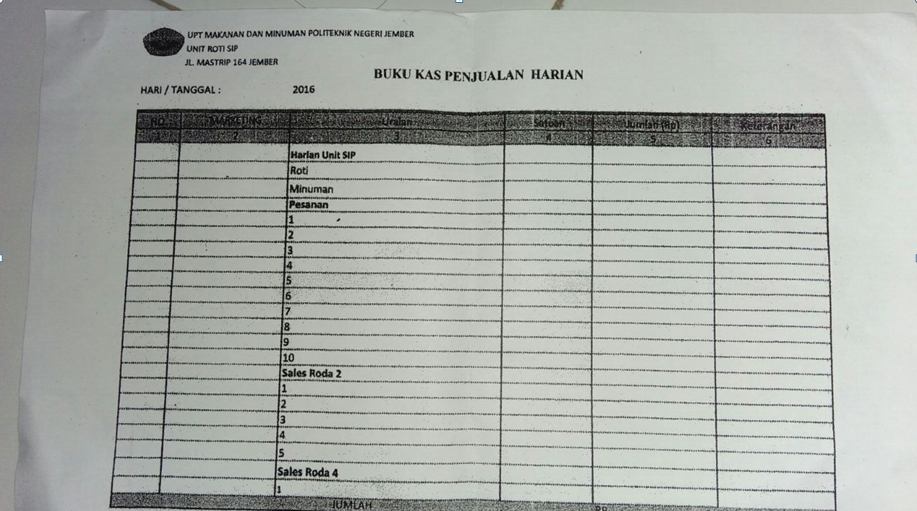 UPT MAKANAN DAN MINUMAN POLITEKNIK NEGERI JEMBER
UNIT ROTI SIP
JL. MASTRIP 164 JEMBER
BUKU KAS PENJUALAN HARIAN
HARI / TANGGAL : 2016
NO MARKETING Uraian Satuan Jumlah (Rp) Keterangan
1 2 3 4 5 6
Harian Unit SIP
Roti
Minuman
Pesanan
1
2
3
4
5
6
7
8
9
10
Sales Roda 2
1
2
3
4
5
Sales Roda 4
1
JUMLAH